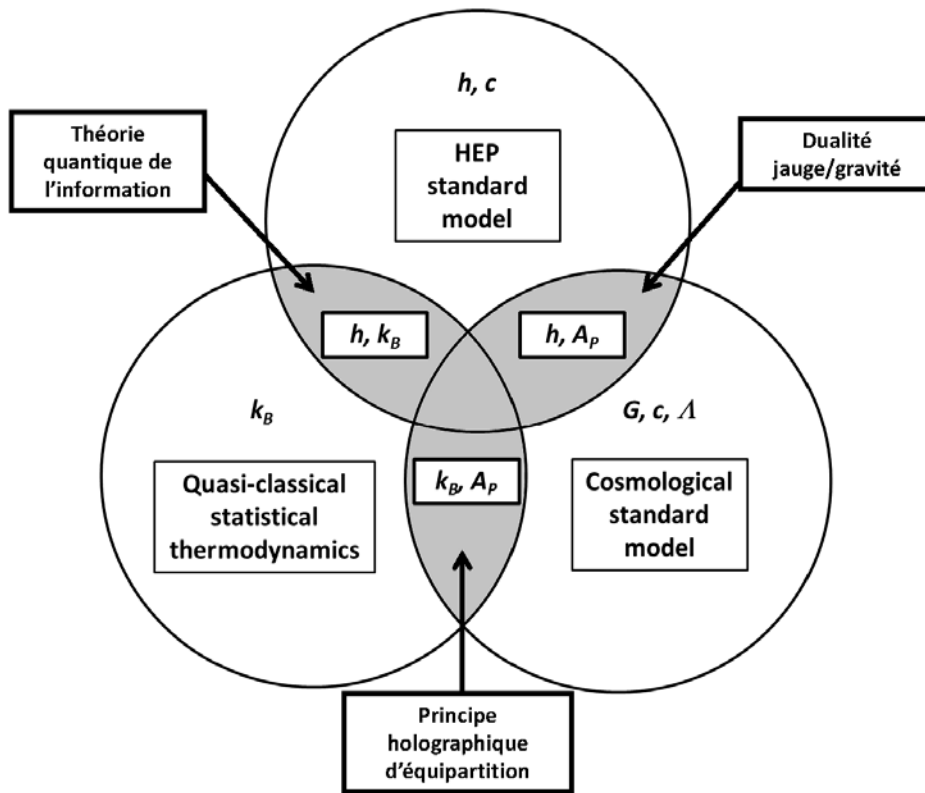 h, c
Théorie
quantique de
l'information
HEP
standard
model
Dualité
jauge/gravité
h, k_B
h, A_P
k_B
G, c, Λ
k_B, A_P
Quasi-classical
statistical
thermodynamics
Cosmological
standard
model
Principe
holographique
d'équipartition